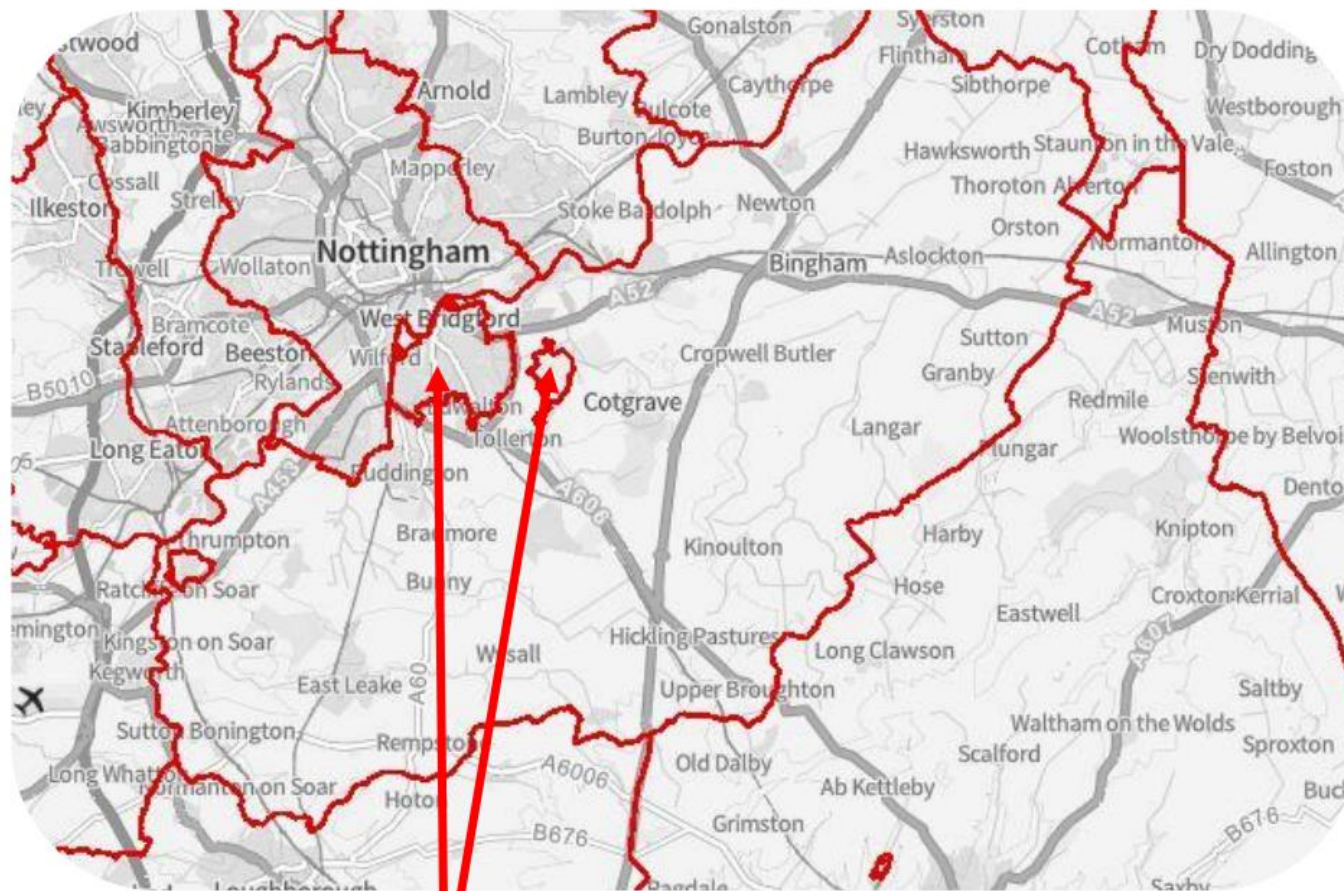 Gonalston
Syerston
stwood
Flintham
Cotham
Dry Dodding
Arnold
Lambley
Caythorpe
Sibthorpe
Kimberley
Awsworth
Babbington
Burton Joyce
Westborough
Mapperley
Hawksworth
Staunton in the Vale
Foston
Cossall
Thoroton
Alverton
Ilkeston
Strelley
Stoke Bardolph
Newton
Orston
Nottingham
Normanton
Allington
Trowell
Wollaton
Bingham
Aslockton
A52
A52
West Bridgford
Bramcote
Muston
Stapleford
Beeston
Wilford
Cropwell Butler
Sutton
B5010
Rylands
Granby
Stenwith
Edwalton
Cotgrave
Redmile
Attenborough
Tollerton
Langar
Long Eaton
Plungar
Woolsthorpe by Belvoi
Ruddington
A453
A606
Dento
Thrumpton
Bradmore
Kinoulton
Harby
Knipton
Ratcliffe on Soar
Bunny
Hose
Eastwell
Croxton Kerrial
emington
Kingston on Soar
Hickling Pastures
Long Clawson
A607
Kegworth
Wysall
East Leake
A60
Upper Broughton
Saltby
Sutton Bonington
Rempstone
Waltham on the Wolds
Scalford
Sproxton
Long Whatton
Normanton on Soar
A6006
Old Dalby
Ab Kettleby
Hoton
Buc
B676
Grimston
B676
Loughborough
Ragdale
Saxby